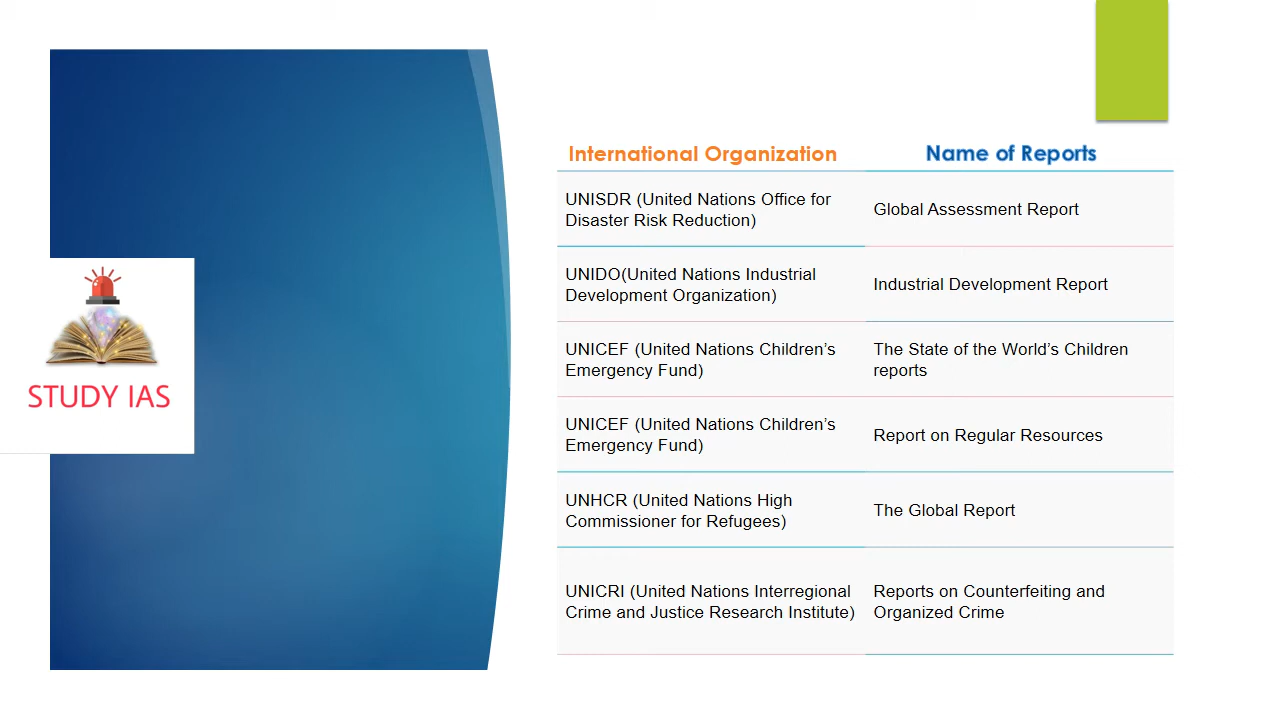 STUDY IAS
International Organization
Name of Reports
UNISDR (United Nations Office for
Disaster Risk Reduction)
Global Assessment Report
UNIDO(United Nations Industrial
Development Organization)
Industrial Development Report
UNICEF (United Nations Children’s
Emergency Fund)
The State of the World’s Children
reports
UNICEF (United Nations Children’s
Emergency Fund)
Report on Regular Resources
UNHCR (United Nations High
Commissioner for Refugees)
The Global Report
UNICRI (United Nations Interregional
Crime and Justice Research Institute)
Reports on Counterfeiting and
Organized Crime